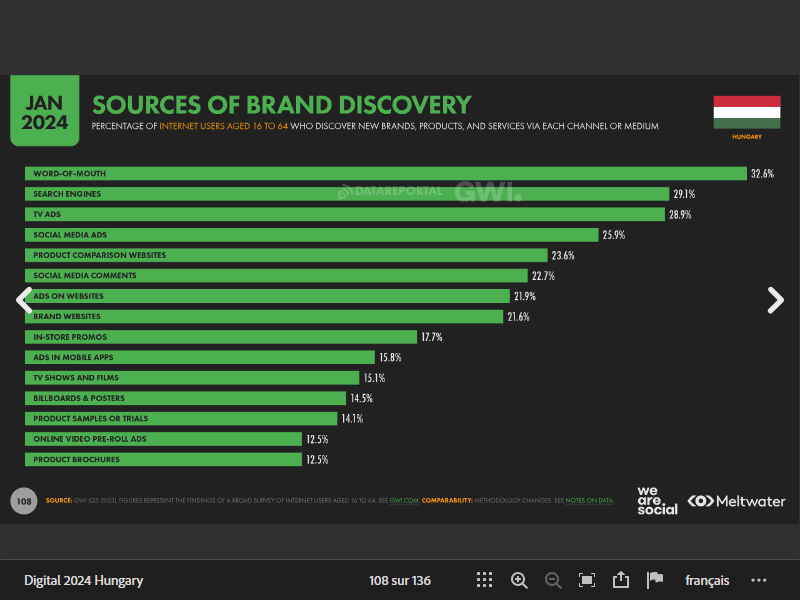 JAN
2024
SOURCES OF BRAND DISCOVERY
PERCENTAGE OF INTERNET USERS AGED 16 TO 64 WHO DISCOVER NEW BRANDS, PRODUCTS, AND SERVICES VIA EACH CHANNEL OR MEDIUM
HUNGARY
WORD-OF-MOUTH 32.6%
DATAREPORTAL GWI.
SEARCH ENGINES 29.1%
TV ADS 28.9%
SOCIAL MEDIA ADS 25.9%
PRODUCT COMPARISON WEBSITES 23.6%
SOCIAL MEDIA COMMENTS 22.7%
ADS ON WEBSITES 21.9%
BRAND WEBSITES 21.6%
IN-STORE PROMOS 17.7%
ADS IN MOBILE APPS 15.8%
TV SHOWS AND FILMS 15.1%
BILLBOARDS & POSTERS 14.5%
PRODUCT SAMPLES OR TRIALS 14.1%
ONLINE VIDEO PRE-ROLL ADS 12.5%
PRODUCT BROCHURES 12.5%
108
SOURCE: GWI (Q3 2023). FIGURES REPRESENT THE FINDINGS OF A BROAD SURVEY OF INTERNET USERS AGED 16 TO 64. SEE GWI.COM. COMPARABILITY: METHODOLOGY CHANGES. SEE NOTES ON DATA.
we
are.
social
Meltwater
Digital 2024 Hungary
108 sur 136
français